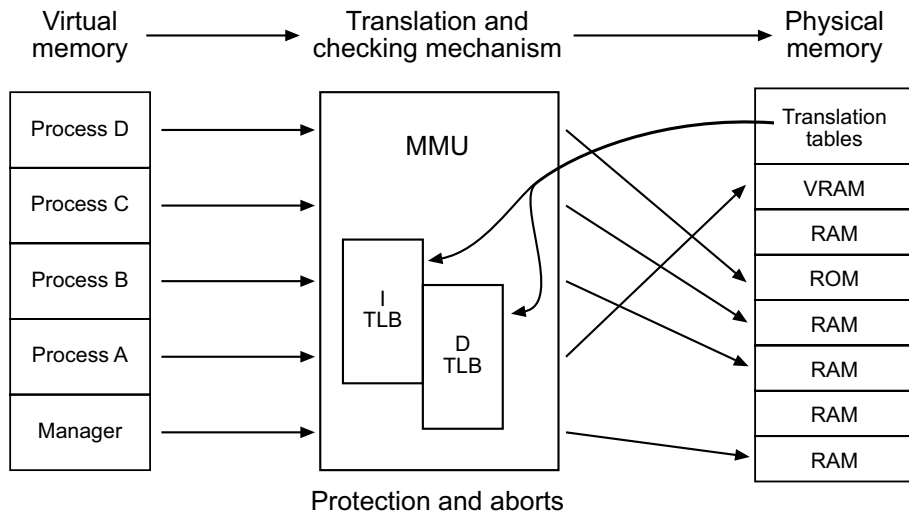 Virtual
memory
Translation and
checking mechanism
Physical
memory
Process D
Process C
Process B
Process A
Manager
MMU
I
TLB
D
TLB
Translation
tables
VRAM
RAM
ROM
RAM
RAM
RAM
RAM
Protection and aborts